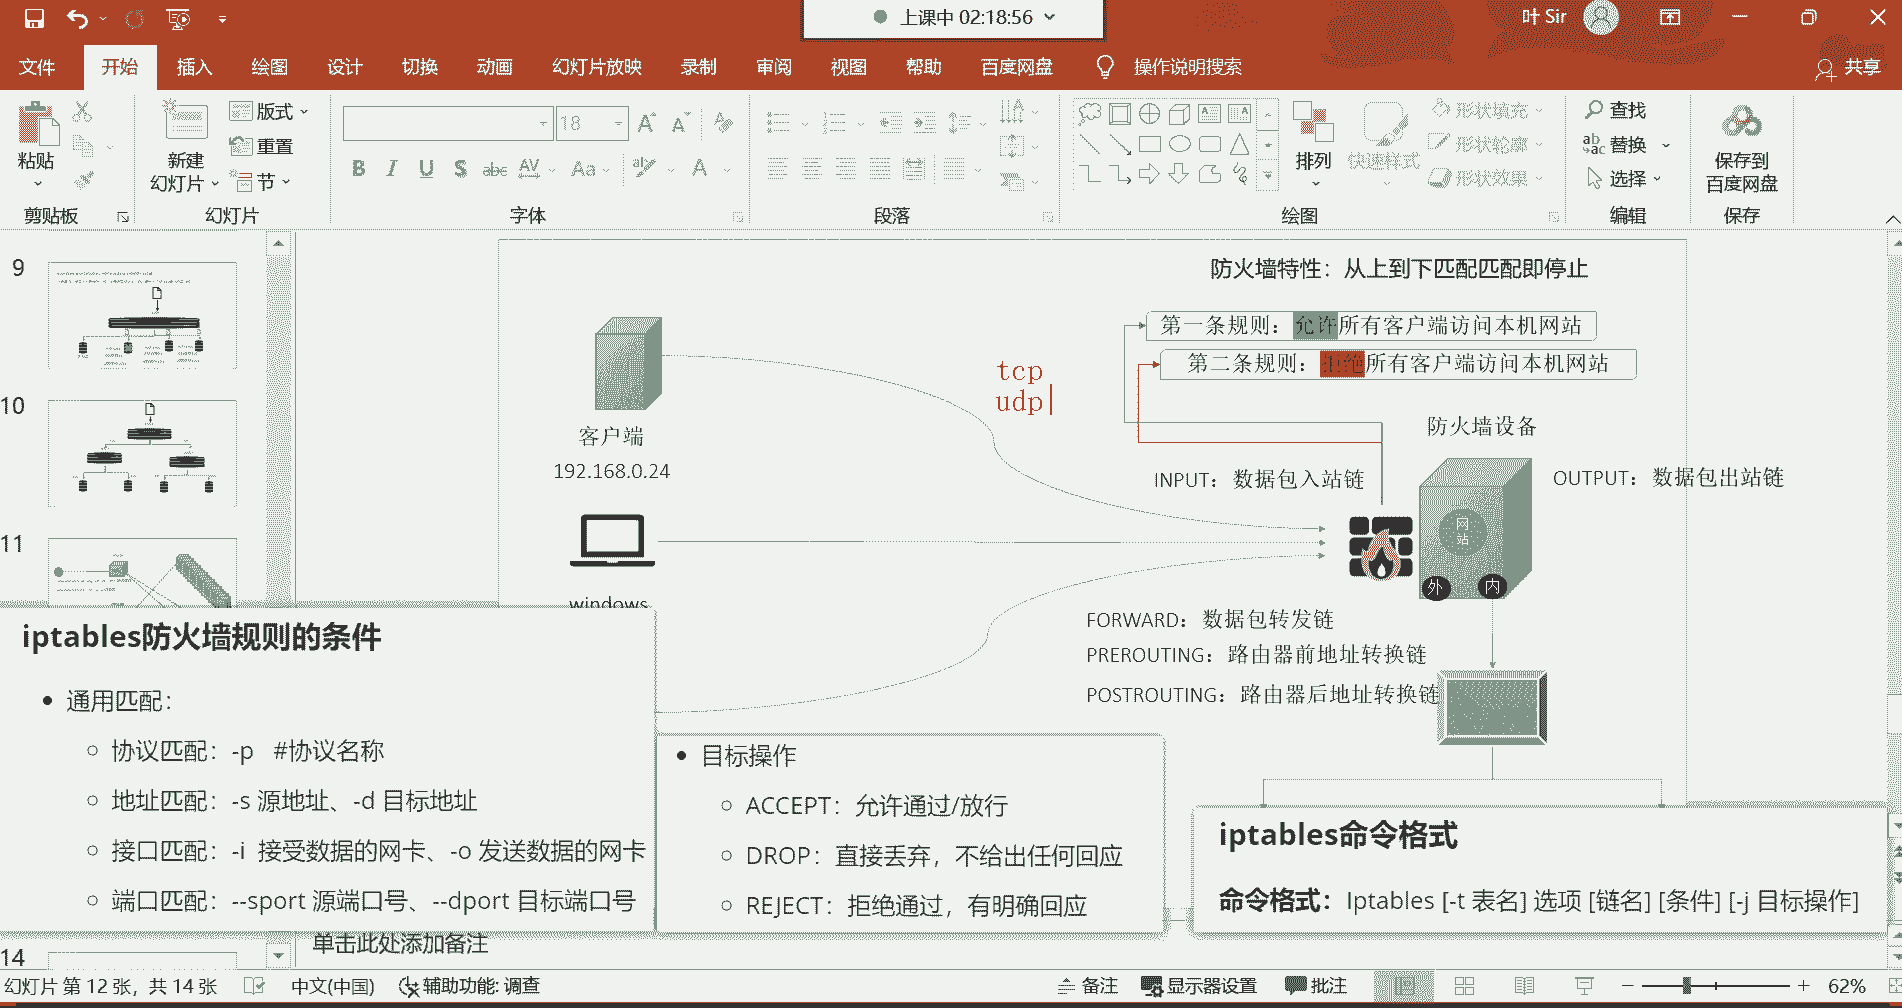 上课中 02:18:56
叶 Sir
文件 开始 插入 绘图 设计 切换 动画 幻灯片放映 录制 审阅 视图 帮助 百度网盘 操作说明搜索 共享
粘贴
剪贴板
新建
幻灯片
版式
重置
节
幻灯片
18
B I U S abc AV Aa A
字体
段落
排列
快速样式
形状填充
形状轮廓
形状效果
绘图
查找
替换
选择
编辑
保存到
百度网盘
保存
9
10
11
14
防火墙特性：从上到下匹配匹配即停止
第一条规则：允许所有客户端访问本机网站
第二条规则：拒绝所有客户端访问本机网站
tcp
udp
客户端
192.168.0.24
windows
防火墙设备
INPUT：数据包入站链
OUTPUT：数据包出站链
网站
外
内
FORWARD：数据包转发链
PREROUTING：路由器前地址转换链
POSTROUTING：路由器后地址转换链
iptables防火墙规则的条件
通用匹配：
协议匹配：-p #协议名称
地址匹配：-s 源地址、-d 目标地址
接口匹配：-i 接受数据的网卡、-o 发送数据的网卡
端口匹配：--sport 源端口号、--dport 目标端口号
目标操作
ACCEPT：允许通过/放行
DROP：直接丢弃，不给出任何回应
REJECT：拒绝通过，有明确回应
iptables命令格式
命令格式：Iptables [-t 表名] 选项 [链名] [条件] [-j 目标操作]
单击此处添加备注
幻灯片 第 12 张，共 14 张
中文(中国)
辅助功能: 调查
备注
显示器设置
批注
62%